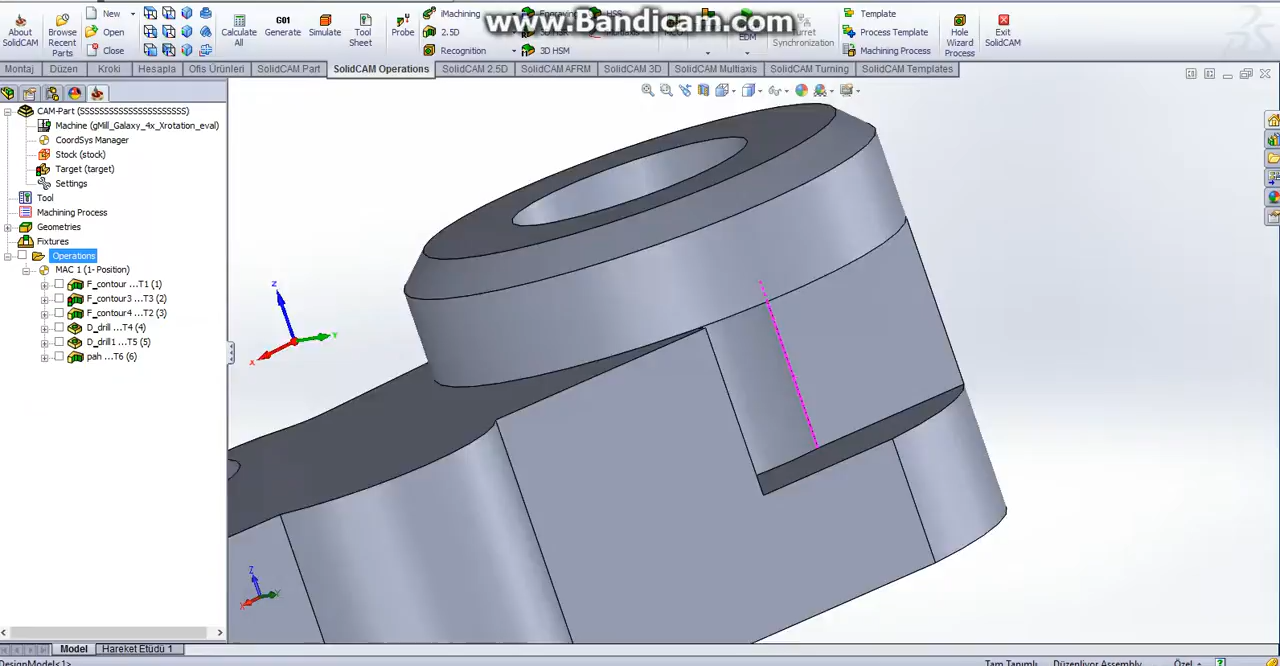 www.Bandicam.com
New
Open
Close
About SolidCAM
Browse Recent Parts
Calculate All
G01
Generate
Simulate
Tool Sheet
Probe
iMachining
2.5D
Recognition
3D HSM
EDM
Synchronization
Template
Process Template
Machining Process
Hole Wizard Process
Exit SolidCAM
Montaj
Düzen
Kroki
Hesapla
Ofis Ürünleri
SolidCAM Part
SolidCAM Operations
SolidCAM 2.5D
SolidCAM AFRM
SolidCAM 3D
SolidCAM Multiaxis
SolidCAM Turning
SolidCAM Templates
Machine (gMill_Galaxy_4x_Xrotation_eval)
CoordSys Manager
Stock (stock)
Target (target)
Settings
Tool
Machining Process
Geometries
Fixtures
Operations
MAC 1 (1- Position)
F_contour ...T1 (1)
F_contour3 ...T3 (2)
F_contour4 ...T2 (3)
D_drill ...T4 (4)
D_drill1 ...T5 (5)
pah ...T6 (6)
z
y
x
Z
Y
X
Model
Hareket Etüdü 1
DesignModel<1>
Tam Tanımlı
Düzenliyor Assembly
Özel